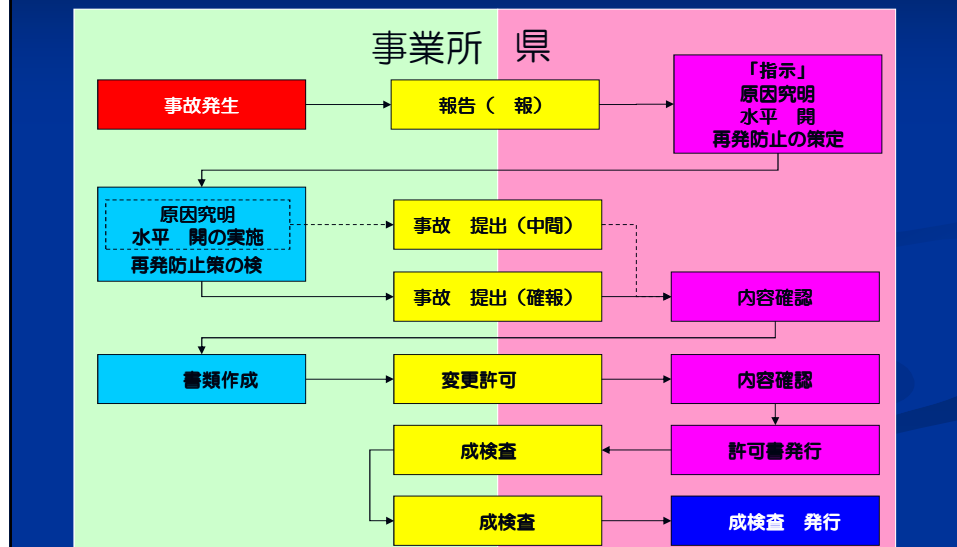 事業所　県
事故発生
報告（　報）
「指示」
原因究明
水平　開
再発防止の策定
原因究明
水平　開の実施
再発防止策の検
事故　提出（中間）
事故　提出（確報）
内容確認
書類作成
変更許可
内容確認
成検査
許可書発行
成検査
成検査　発行